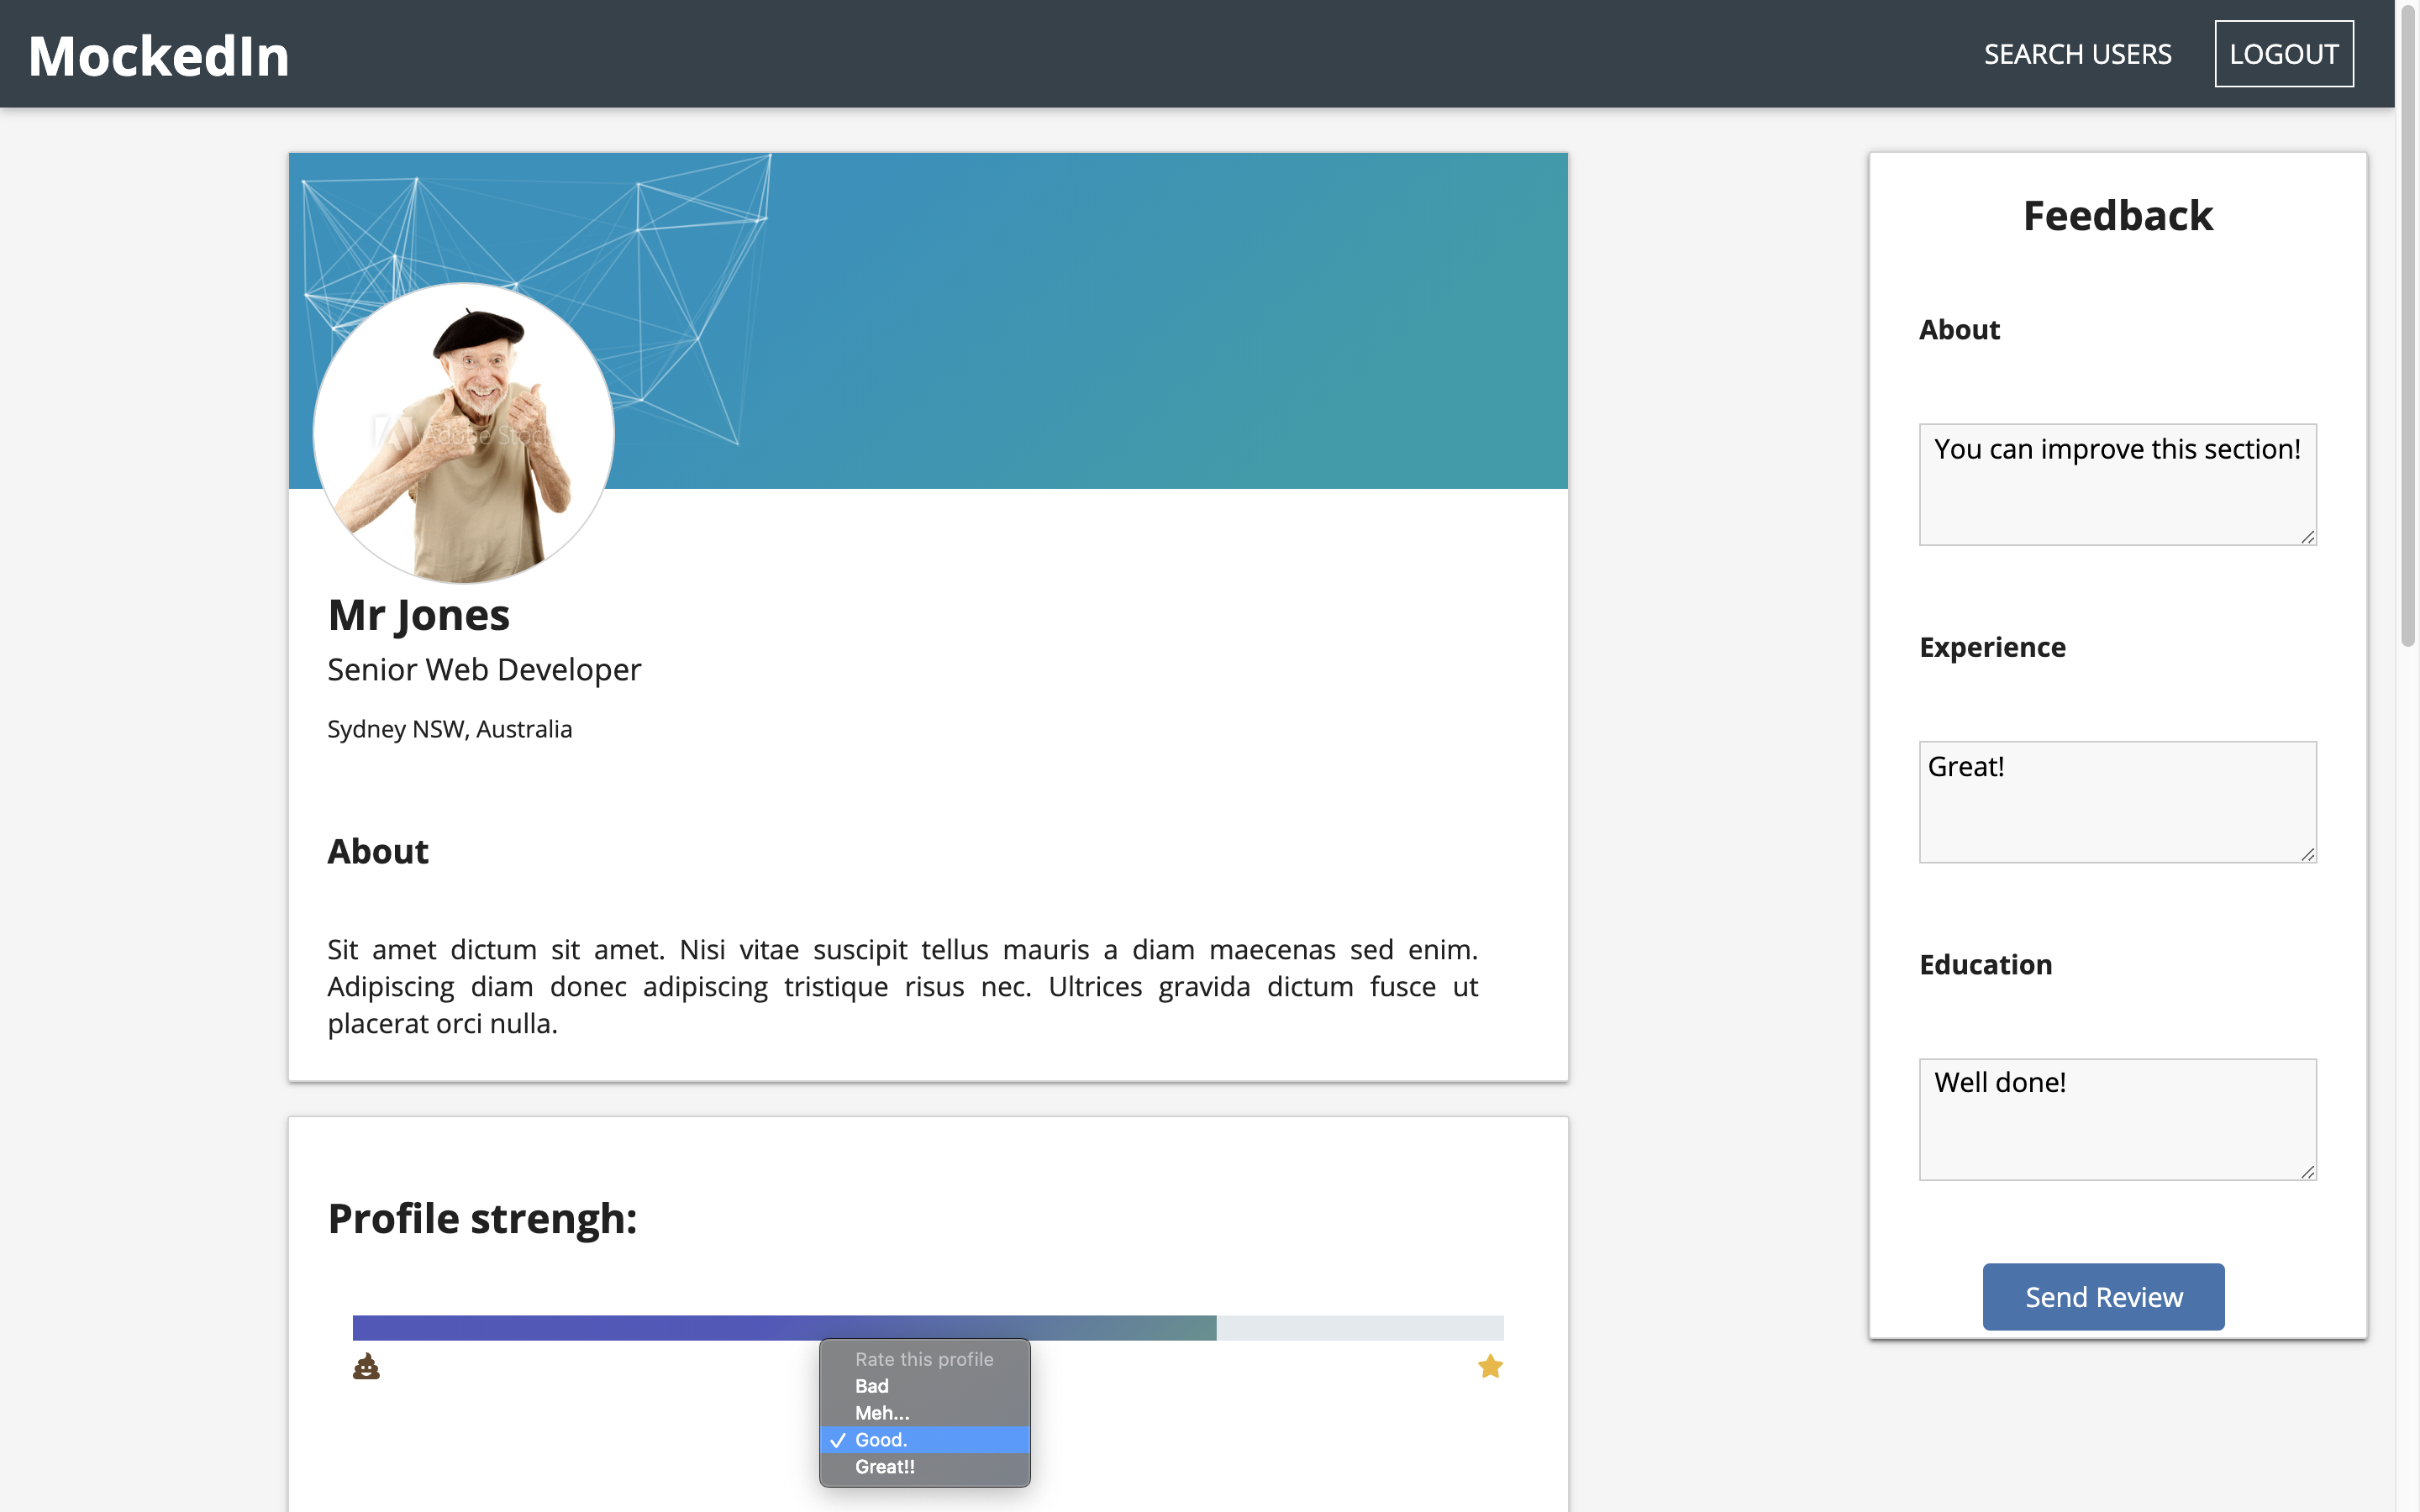 MockedIn
SEARCH USERS
LOGOUT
Adobe Stock
Mr Jones
Senior Web Developer
Sydney NSW, Australia
About
Sit amet dictum sit amet. Nisi vitae suscipit tellus mauris a diam maecenas sed enim.
Adipiscing diam donec adipiscing tristique risus nec. Ultrices gravida dictum fusce ut
placerat orci nulla.
Profile strengh:
Rate this profile
Bad
Meh...
Good.
Great!!
Feedback
About
You can improve this section!
Experience
Great!
Education
Well done!
Send Review